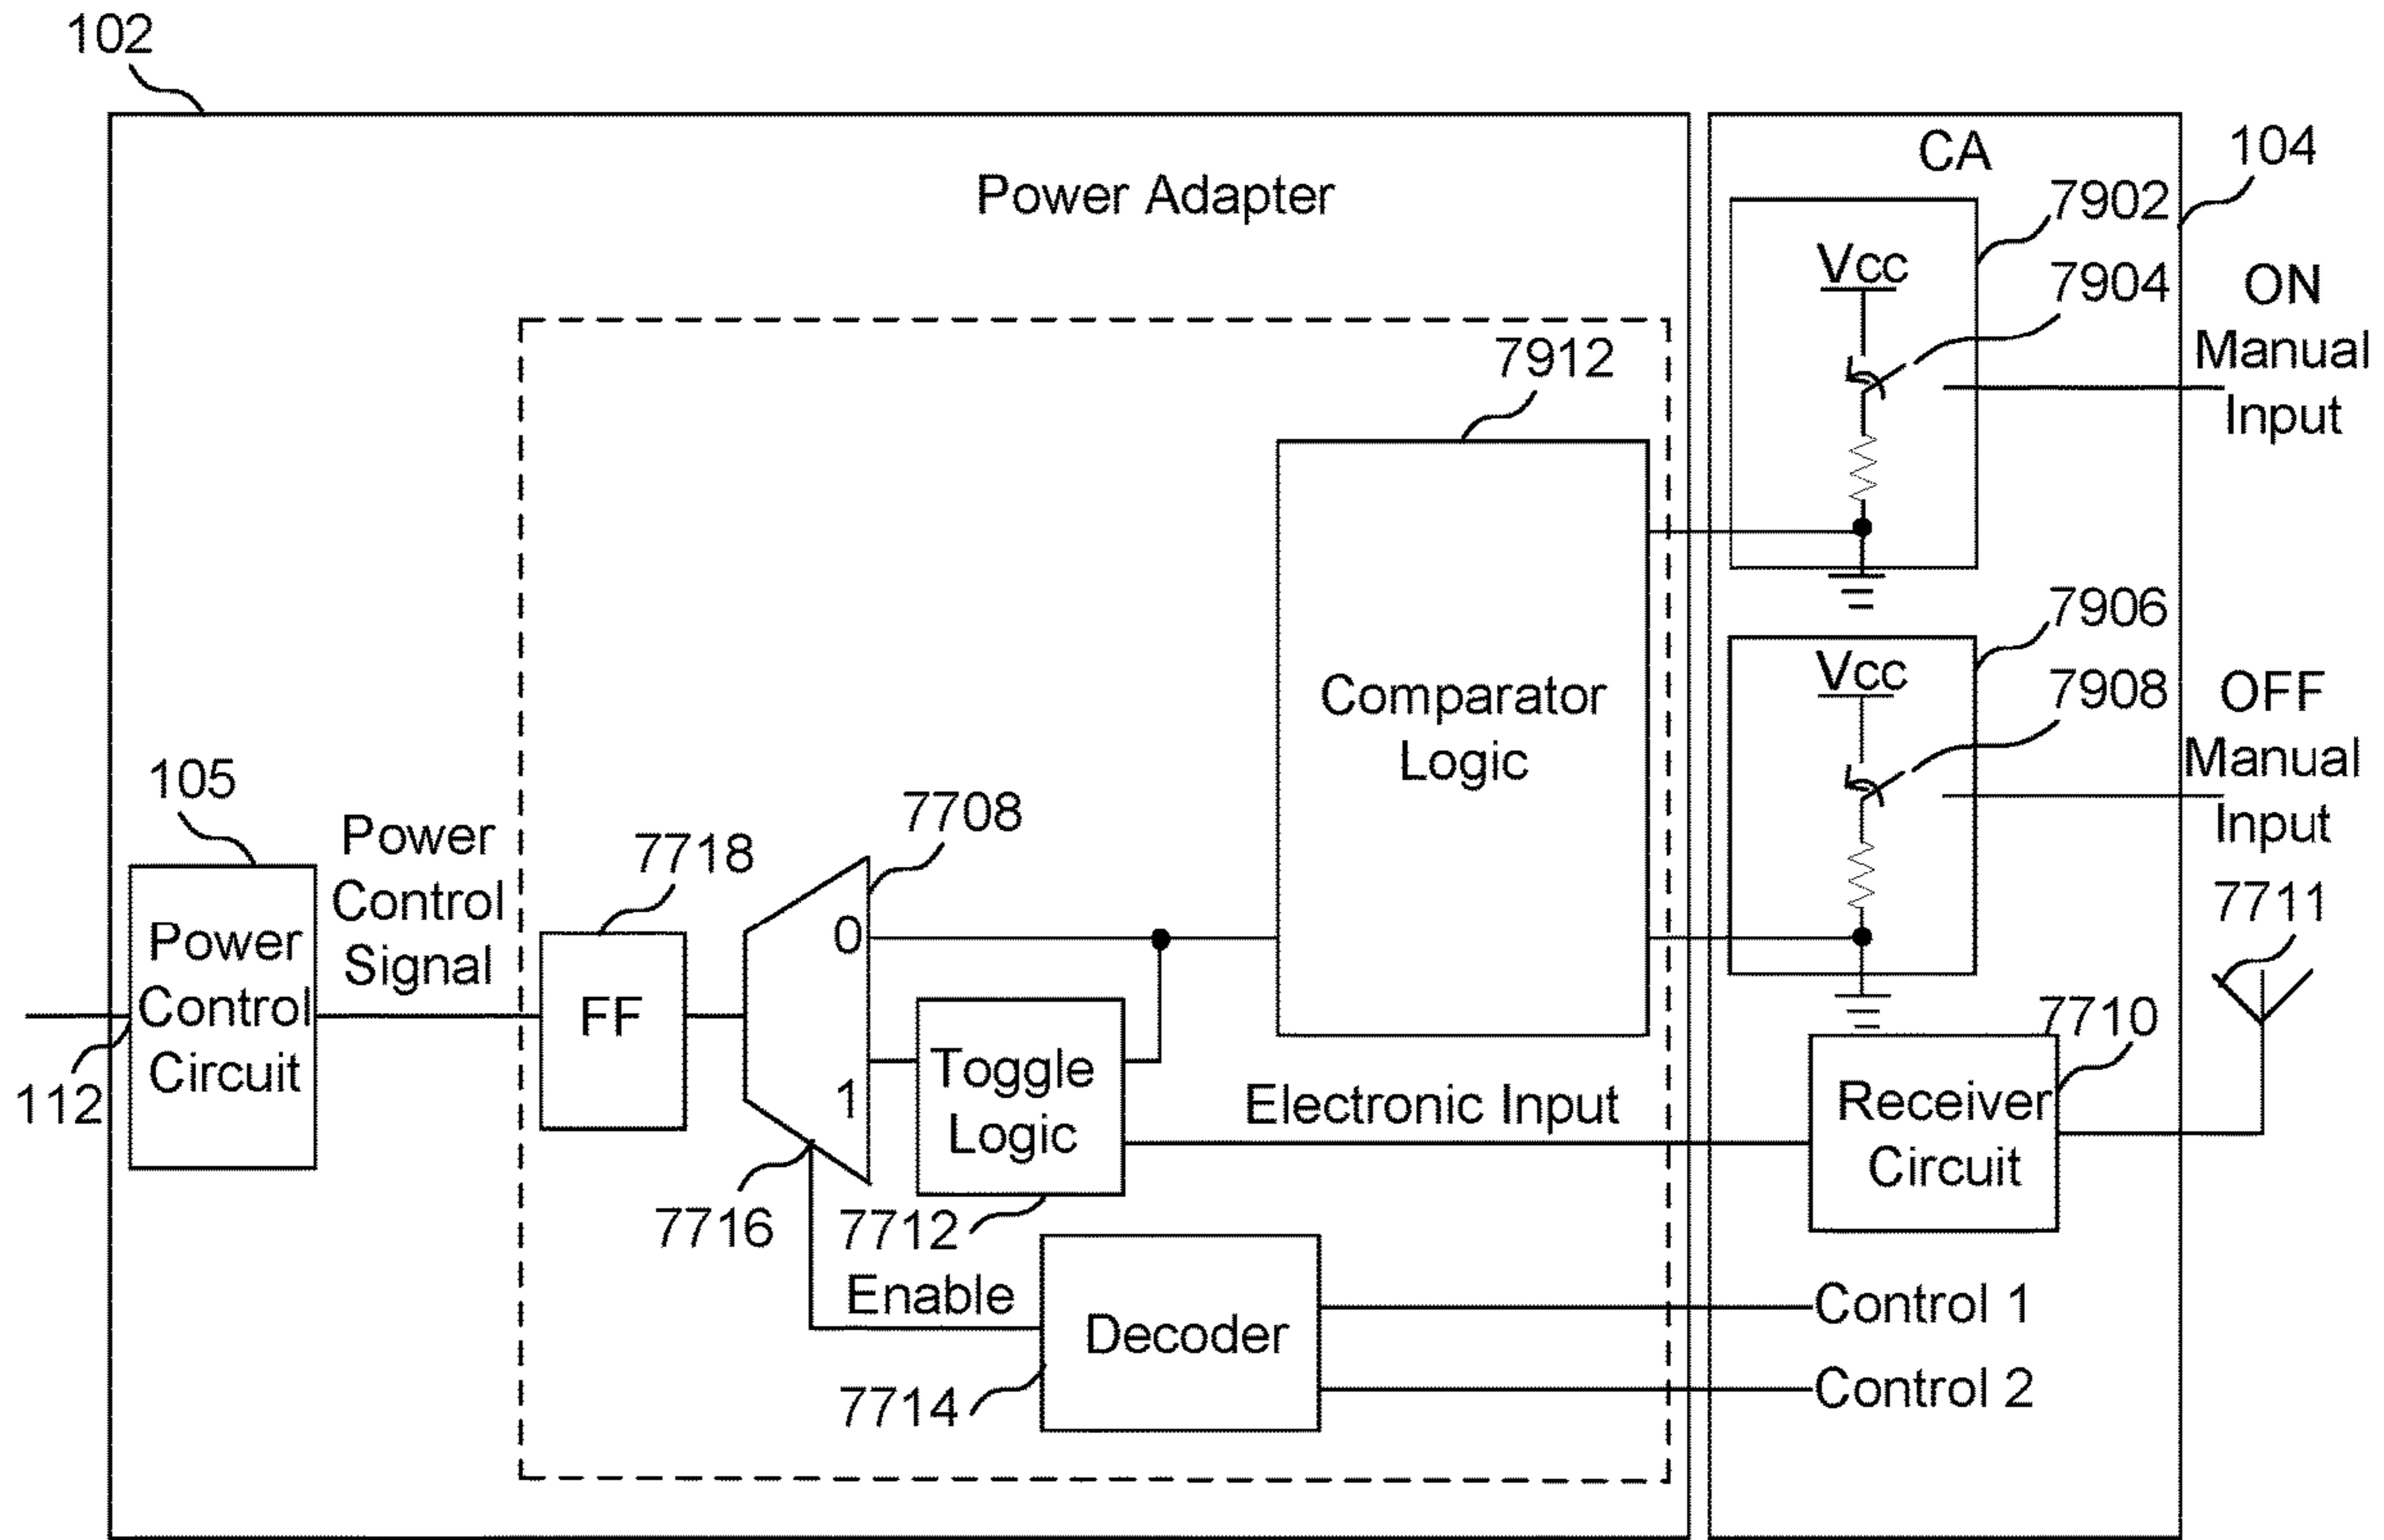 102
Power Adapter
CA
104
7902
Vcc
7904
ON
Manual
Input
7912
Comparator
Logic
7906
Vcc
7908
OFF
Manual
Input
105
Power
Control
Signal
Power
Control
Circuit
112
7718
FF
7708
0
1
Toggle
Logic
7716
7712
Electronic Input
7711
7710
Receiver
Circuit
Enable
Decoder
7714
Control 1
Control 2